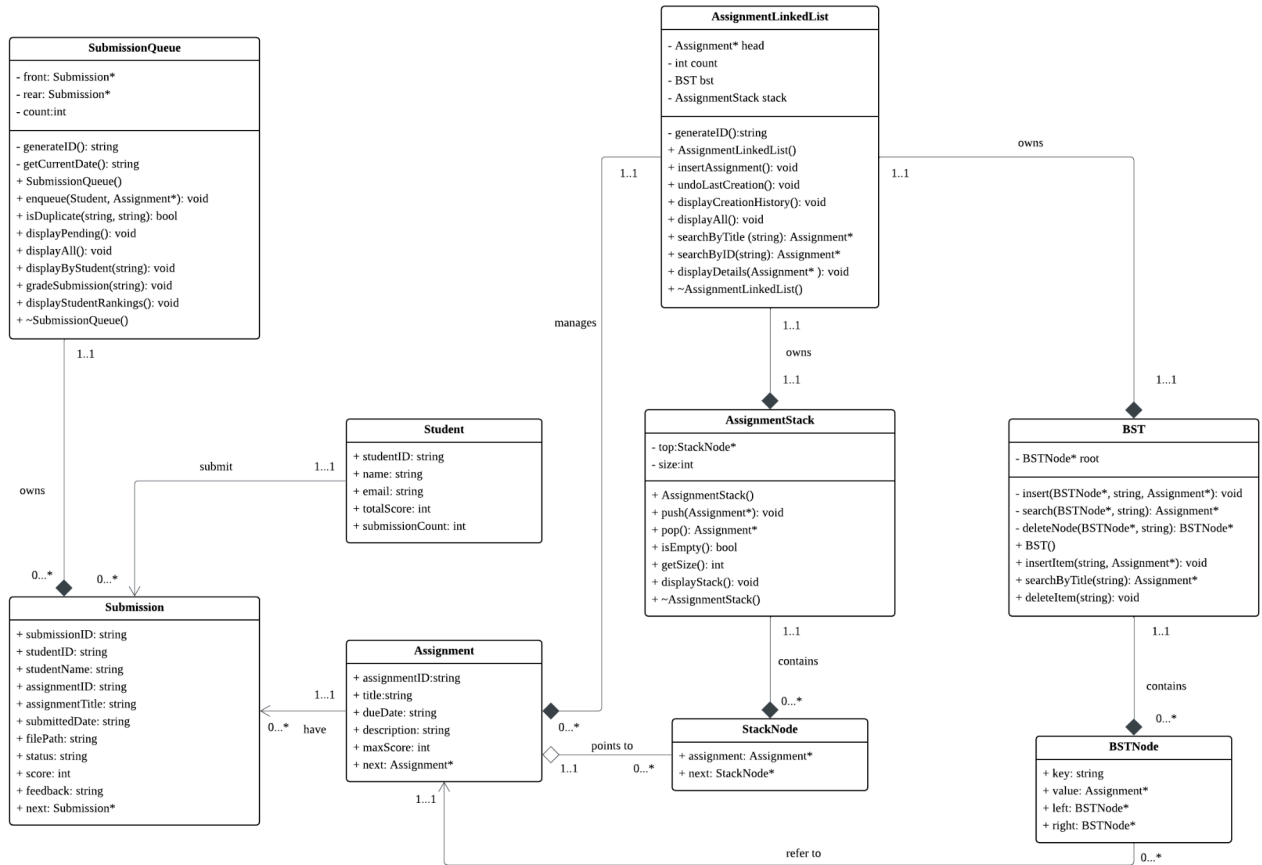 SubmissionQueue
- front: Submission*
- rear: Submission*
- count:int
- generateID(): string
- getCurrentDate(): string
+ SubmissionQueue()
+ enqueue(Student, Assignment*): void
+ isDuplicate(string, string): bool
+ displayPending(): void
+ displayAll(): void
+ displayByStudent(string): void
+ gradeSubmission(string): void
+ displayStudentRankings(): void
+ ~SubmissionQueue()
1..1
owns
0...*
AssignmentLinkedList
- Assignment* head
- int count
- BST bst
- AssignmentStack stack
- generateID():string
+ AssignmentLinkedList()
+ insertAssignment(): void
+ undoLastCreation(): void
+ displayCreationHistory(): void
+ displayAll(): void
+ searchByTitle (string): Assignment*
+ searchByID(string): Assignment*
+ displayDetails(Assignment* ): void
+ ~AssignmentLinkedList()
1..1
manages
0...*
1..1
owns
1..1
1..1
owns
1...1
Student
+ studentID: string
+ name: string
+ email: string
+ totalScore: int
+ submissionCount: int
submit
1...1
0...*
AssignmentStack
- top:StackNode*
- size:int
+ AssignmentStack()
+ push(Assignment*): void
+ pop(): Assignment*
+ isEmpty(): bool
+ getSize(): int
+ displayStack(): void
+ ~AssignmentStack()
1...1
contains
0...*
BST
- BSTNode* root
- insert(BSTNode*, string, Assignment*): void
- search(BSTNode*, string): Assignment*
- deleteNode(BSTNode*, string): BSTNode*
+ BST()
+ insertItem(string, Assignment*): void
+ searchByTitle(string): Assignment*
+ deleteItem(string): void
1...1
contains
0...*
Submission
+ submissionID: string
+ studentID: string
+ studentName: string
+ assignmentID: string
+ assignmentTitle: string
+ submittedDate: string
+ filePath: string
+ status: string
+ score: int
+ feedback: string
+ next: Submission*
1...1
0...*
have
Assignment
+ assignmentID:string
+ title:string
+ dueDate: string
+ description: string
+ maxScore: int
+ next: Assignment*
points to
1..1
0...*
StackNode
+ assignment: Assignment*
+ next: StackNode*
BSTNode
+ key: string
+ value: Assignment*
+ left: BSTNode*
+ right: BSTNode*
1...1
refer to
0...*